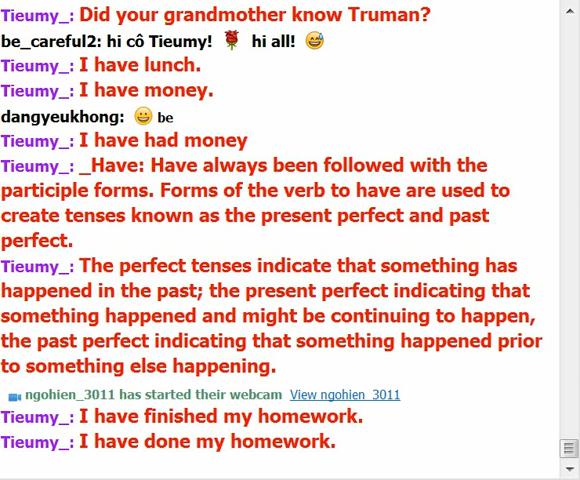 Tieumy_: Did your grandmother know Truman?
be_careful2: hi cô Tieumy! 🌹 hi all! 😅
Tieumy_: I have lunch.
Tieumy_: I have money.
dangyeukhong: 😀 be
Tieumy_: I have had money
Tieumy_: _Have: Have always been followed with the
participle forms. Forms of the verb to have are used to
create tenses known as the present perfect and past
perfect.
Tieumy_: The perfect tenses indicate that something has
happened in the past; the present perfect indicating that
something happened and might be continuing to happen,
the past perfect indicating that something happened prior
to something else happening.
ngohien_3011 has started their webcam View ngohien_3011
Tieumy_: I have finished my homework.
Tieumy_: I have done my homework.